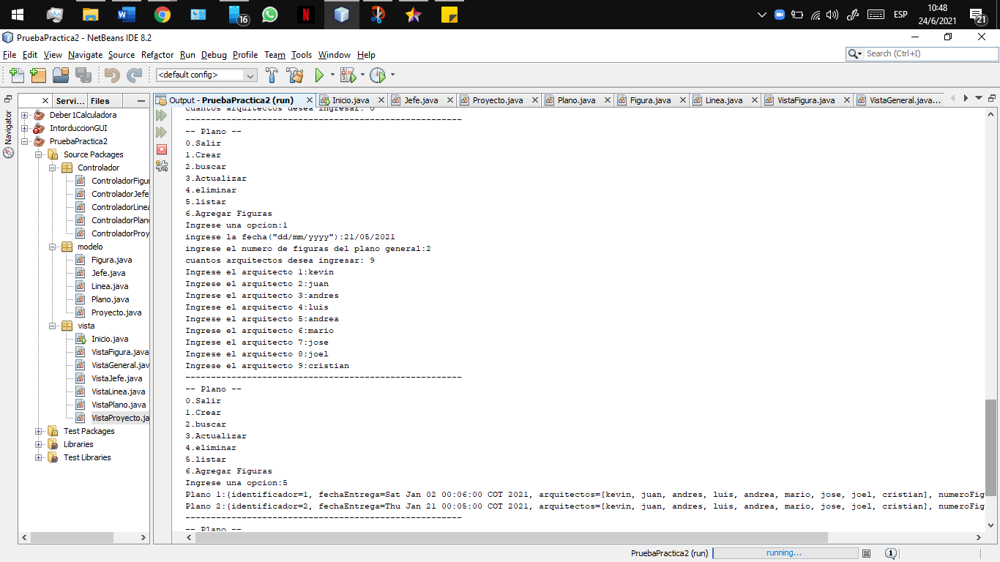 16
ESP
10:48
24/6/2021
21
PruebaPractica2 - NetBeans IDE 8.2
File Edit View Navigate Source Refactor Run Debug Profile Team Tools Window Help
Search (Ctrl+I)
<default config>
Navigator
Servi... Files
Deber1Calculadora
IntorduccionGUI
PruebaPractica2
Source Packages
Controlador
ControladorFigur
ControladorJefe
ControladorLinea
ControladorPlano
ControladorProy
modelo
Figura.java
Jefe.java
Linea.java
Plano.java
Proyecto.java
vista
Inicio.java
VistaFigura.java
VistaGeneral.jav
VistaJefe.java
VistaLinea.java
VistaPlano.java
VistaProyecto.ja
Test Packages
Libraries
Test Libraries
Output - PruebaPractica2 (run) Inicio.java Jefe.java Proyecto.java Plano.java Figura.java Linea.java VistaFigura.java VistaGeneral.java...
cuantos arquitectos desea ingresar: 0
------------------------------------------------------
-- Plano --
0.Salir
1.Crear
2.buscar
3.Actualizar
4.eliminar
5.listar
6.Agregar Figuras
Ingrese una opcion:1
ingrese la fecha("dd/mm/yyyy"):21/05/2021
ingrese el numero de figuras del plano general:2
cuantos arquitectos desea ingresar: 9
Ingrese el arquitecto 1:kevin
Ingrese el arquitecto 2:juan
Ingrese el arquitecto 3:andres
Ingrese el arquitecto 4:luis
Ingrese el arquitecto 5:andrea
Ingrese el arquitecto 6:mario
Ingrese el arquitecto 7:jose
Ingrese el arquitecto 8:joel
Ingrese el arquitecto 9:cristian
------------------------------------------------------
-- Plano --
0.Salir
1.Crear
2.buscar
3.Actualizar
4.eliminar
5.listar
6.Agregar Figuras
Ingrese una opcion:5
Plano 1:{identificador=1, fechaEntrega=Sat Jan 02 00:06:00 COT 2021, arquitectos=[kevin, juan, andres, luis, andrea, mario, jose, joel, cristian], numeroFig
Plano 2:{identificador=2, fechaEntrega=Thu Jan 21 00:05:00 COT 2021, arquitectos=[kevin, juan, andres, luis, andrea, mario, jose, joel, cristian], numeroFig
------------------------------------------------------
-- Plano --
PruebaPractica2 (run) running... 1